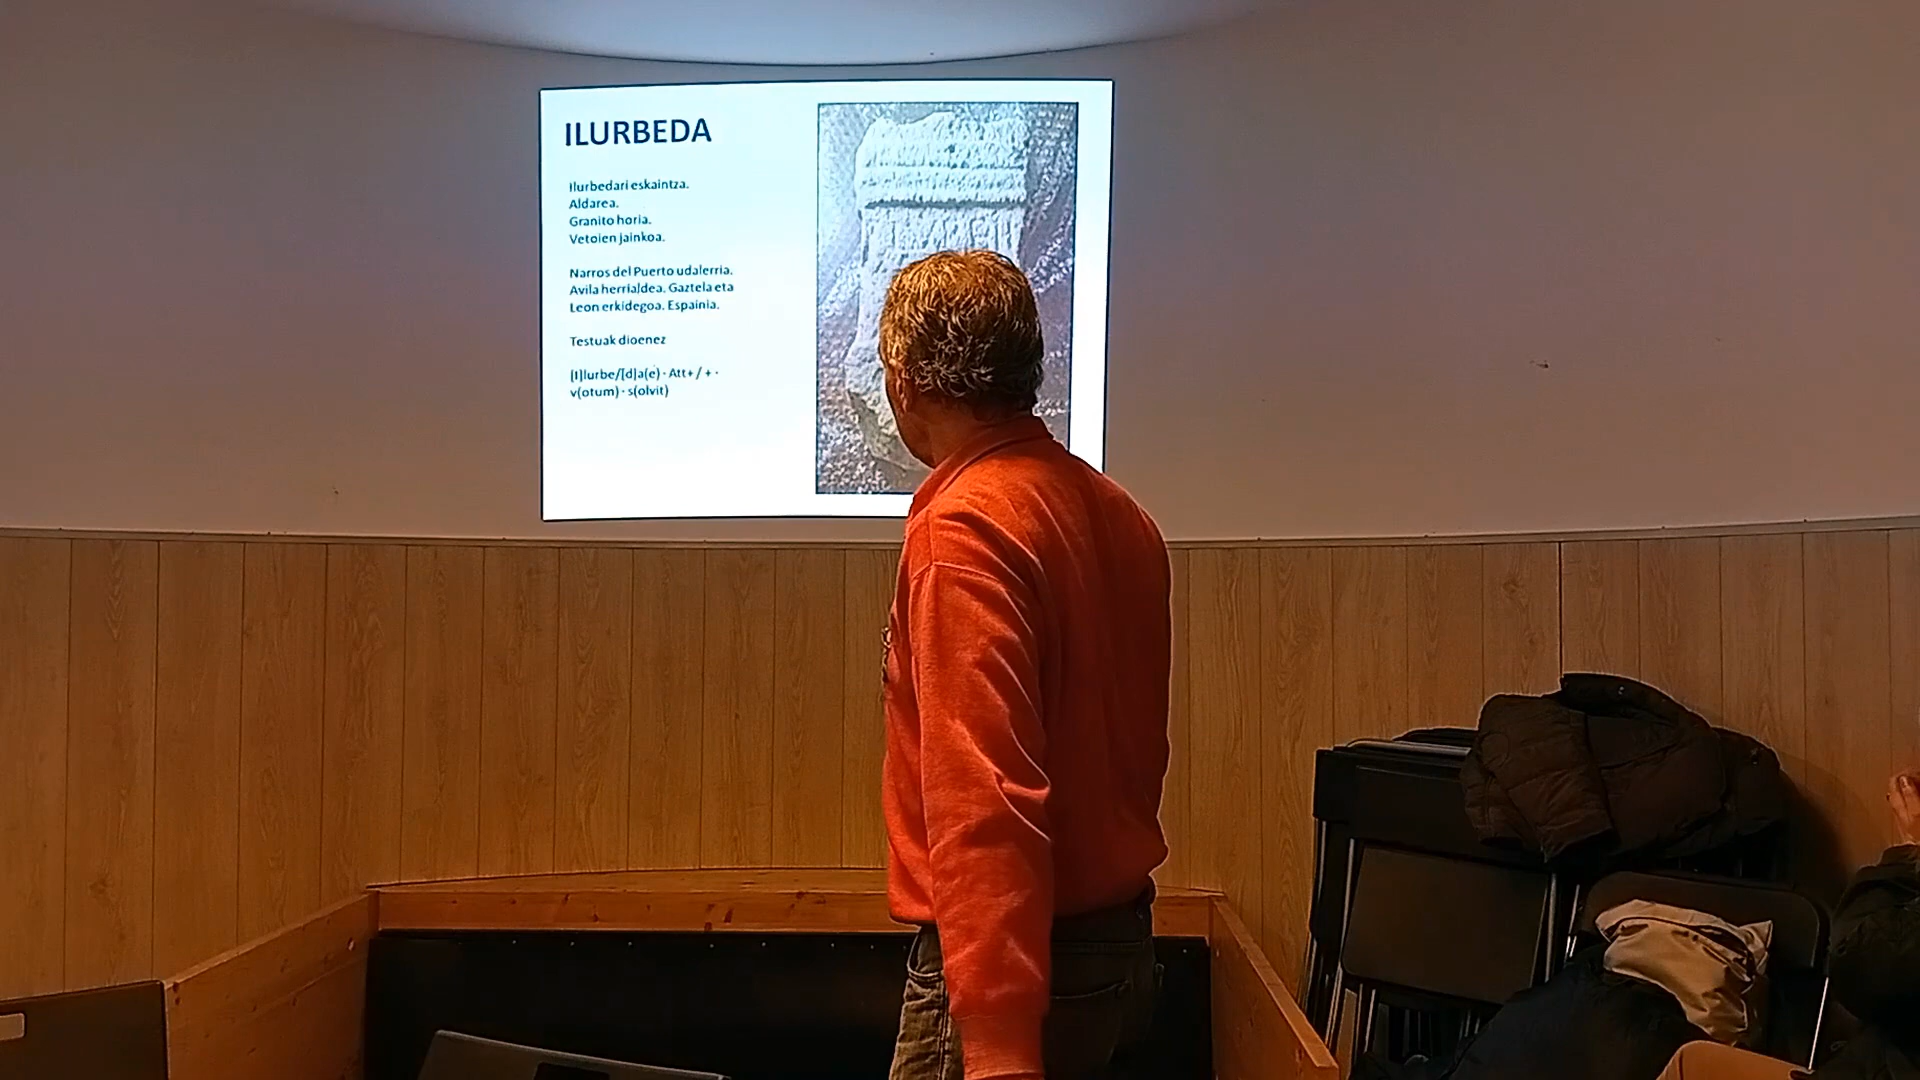 ILURBEDA
Ilurbedari eskaintza.
Aldarea.
Granito horia.
Vetoien jainkoa.
Narros del Puerto udalerria.
Avila herrialdea. Gaztela eta
Leon erkidegoa. Espainia.
Testuak dioenez
(I)lurbe/[d]a(e) · Att+ / + ·
v(otum) · s(olvit)